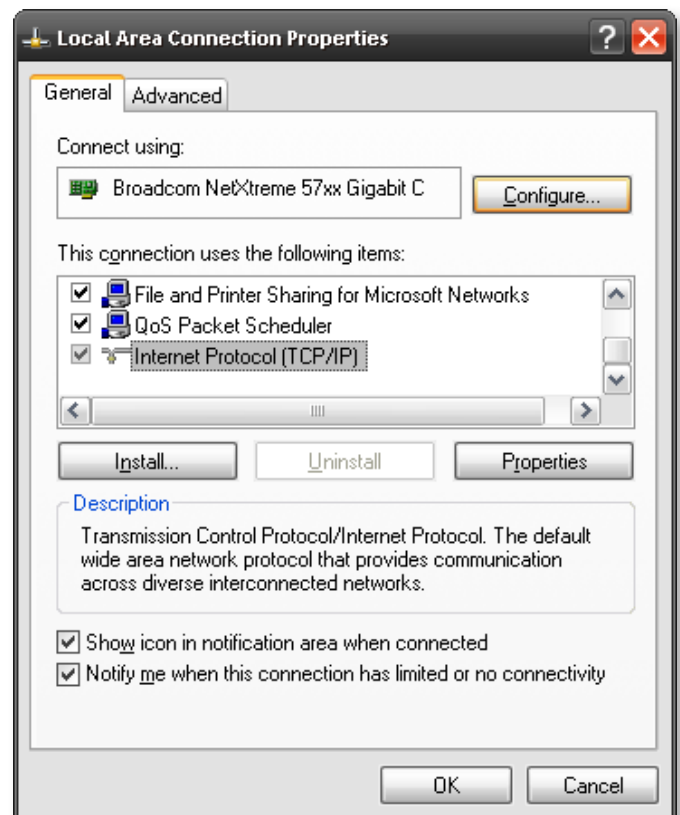 Local Area Connection Properties
General
Advanced
Connect using:
Broadcom NetXtreme 57xx Gigabit C
Configure...
This connection uses the following items:
File and Printer Sharing for Microsoft Networks
QoS Packet Scheduler
Internet Protocol (TCP/IP)
Install...
Uninstall
Properties
Description
Transmission Control Protocol/Internet Protocol. The default
wide area network protocol that provides communication
across diverse interconnected networks.
Show icon in notification area when connected
Notify me when this connection has limited or no connectivity
OK
Cancel